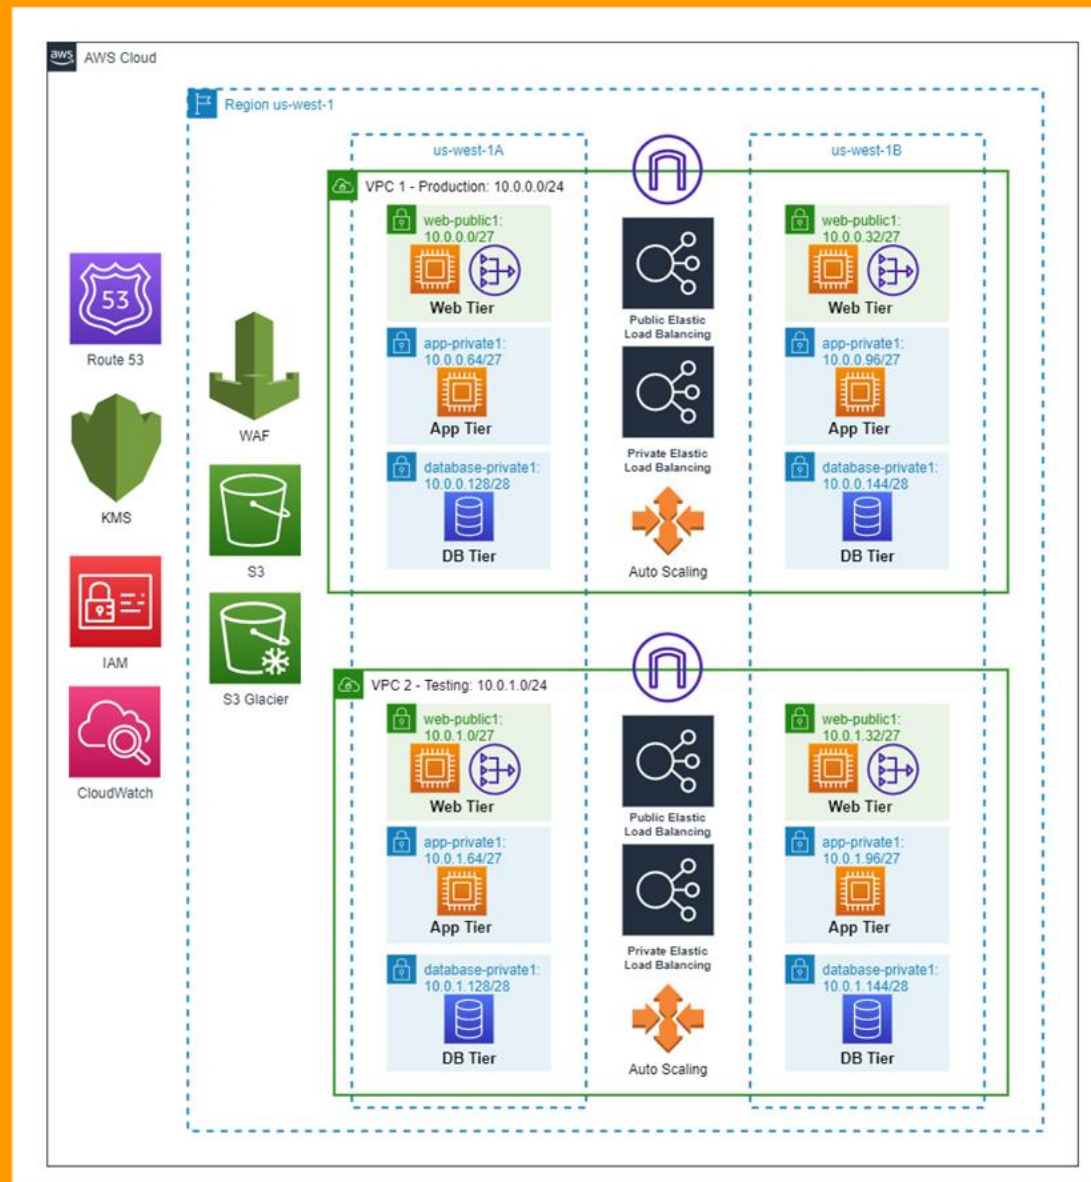 aws
AWS Cloud
Region us-west-1
us-west-1A
us-west-1B
VPC 1 - Production: 10.0.0.0/24
web-public1:
10.0.0.0/27
Web Tier
web-public1:
10.0.0.32/27
Web Tier
Public Elastic
Load Balancing
app-private1:
10.0.0.64/27
App Tier
app-private1:
10.0.0.96/27
App Tier
Private Elastic
Load Balancing
database-private1:
10.0.0.128/28
DB Tier
database-private1:
10.0.0.144/28
DB Tier
Auto Scaling
53
Route 53
WAF
KMS
S3
IAM
S3 Glacier
CloudWatch
VPC 2 - Testing: 10.0.1.0/24
web-public1:
10.0.1.0/27
Web Tier
web-public1:
10.0.1.32/27
Web Tier
Public Elastic
Load Balancing
app-private1:
10.0.1.64/27
App Tier
app-private1:
10.0.1.96/27
App Tier
Private Elastic
Load Balancing
database-private1:
10.0.1.128/28
DB Tier
database-private1:
10.0.1.144/28
DB Tier
Auto Scaling